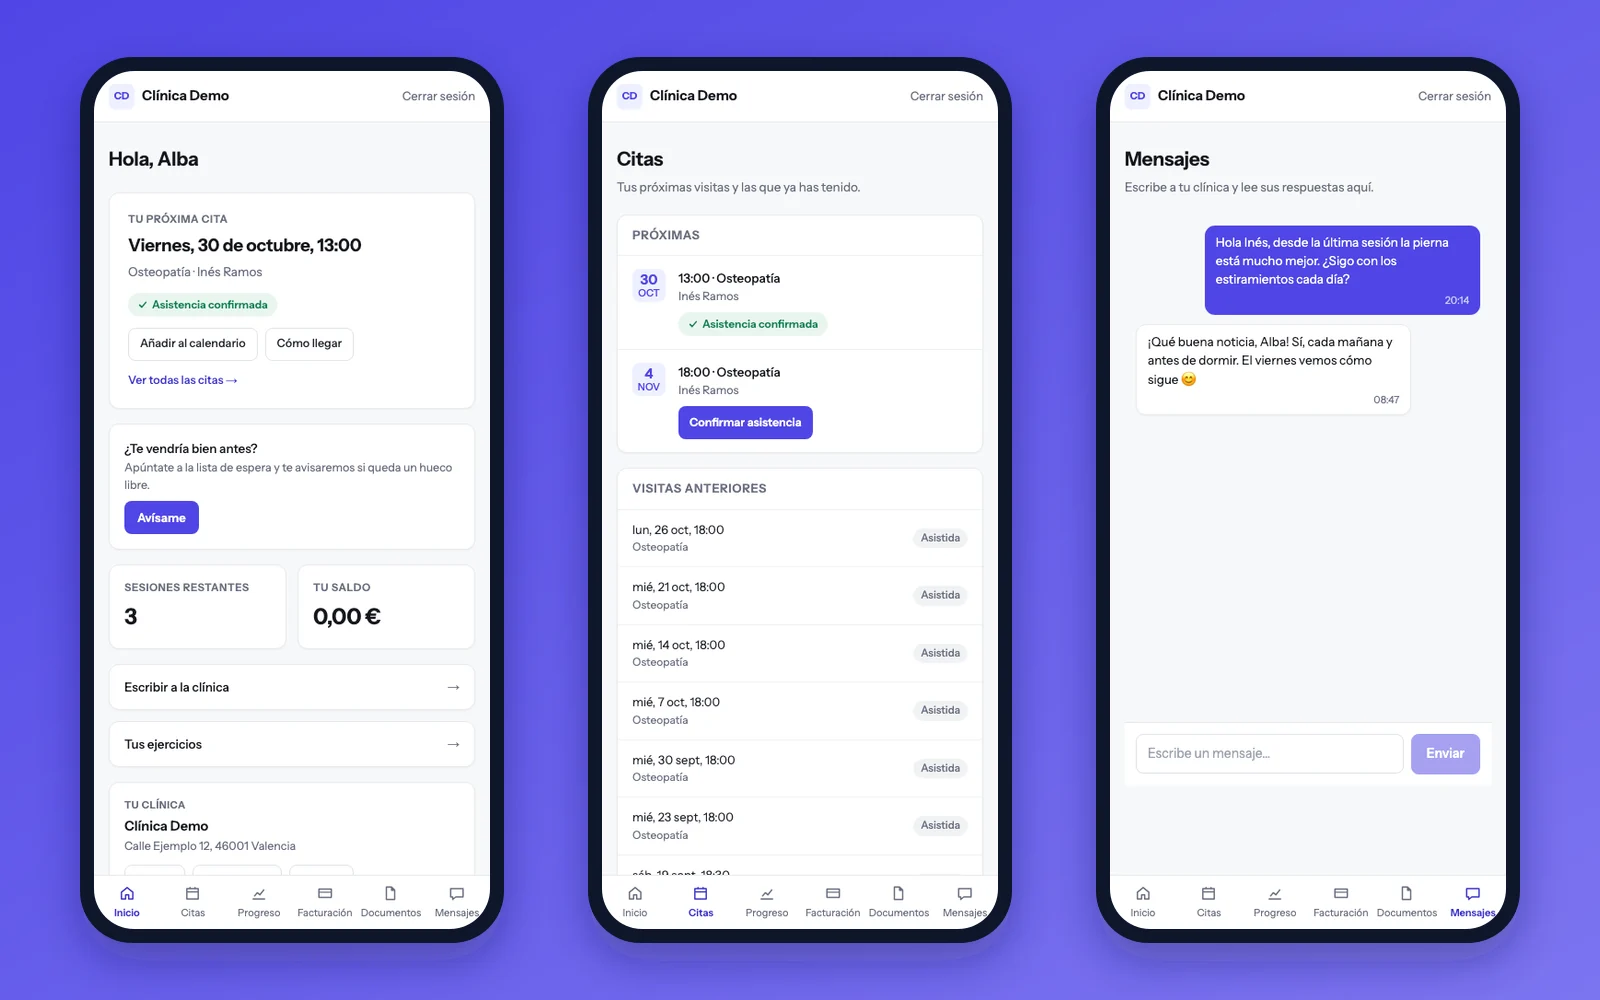 CD Clínica Demo Cerrar sesión
Hola, Alba
TU PRÓXIMA CITA
Viernes, 30 de octubre, 13:00
Osteopatía · Inés Ramos
✓ Asistencia confirmada
Añadir al calendario Cómo llegar
Ver todas las citas →
¿Te vendría bien antes?
Apúntate a la lista de espera y te avisaremos si queda un hueco
libre.
Avísame
SESIONES RESTANTES
3
TU SALDO
0,00 €
Escribir a la clínica →
Tus ejercicios →
TU CLÍNICA
Clínica Demo
Calle Ejemplo 12, 46001 Valencia
Inicio Citas Progreso Facturación Documentos Mensajes
CD Clínica Demo Cerrar sesión
Citas
Tus próximas visitas y las que ya has tenido.
PRÓXIMAS
30
OCT
13:00 · Osteopatía
Inés Ramos
✓ Asistencia confirmada
4
NOV
18:00 · Osteopatía
Inés Ramos
Confirmar asistencia
VISITAS ANTERIORES
lun, 26 oct, 18:00
Osteopatía
Asistida
mié, 21 oct, 18:00
Osteopatía
Asistida
mié, 14 oct, 18:00
Osteopatía
Asistida
mié, 7 oct, 18:00
Osteopatía
Asistida
mié, 30 sept, 18:00
Osteopatía
Asistida
mié, 23 sept, 18:00
Osteopatía
Asistida
sáb, 19 sept, 18:30
Inicio Citas Progreso Facturación Documentos Mensajes
CD Clínica Demo Cerrar sesión
Mensajes
Escribe a tu clínica y lee sus respuestas aquí.
Hola Inés, desde la última sesión la pierna
está mucho mejor. ¿Sigo con los
estiramientos cada día?
20:14
¡Qué buena noticia, Alba! Sí, cada mañana y
antes de dormir. El viernes vemos cómo
sigue 😊
08:47
Escribe un mensaje...
Enviar
Inicio Citas Progreso Facturación Documentos Mensajes